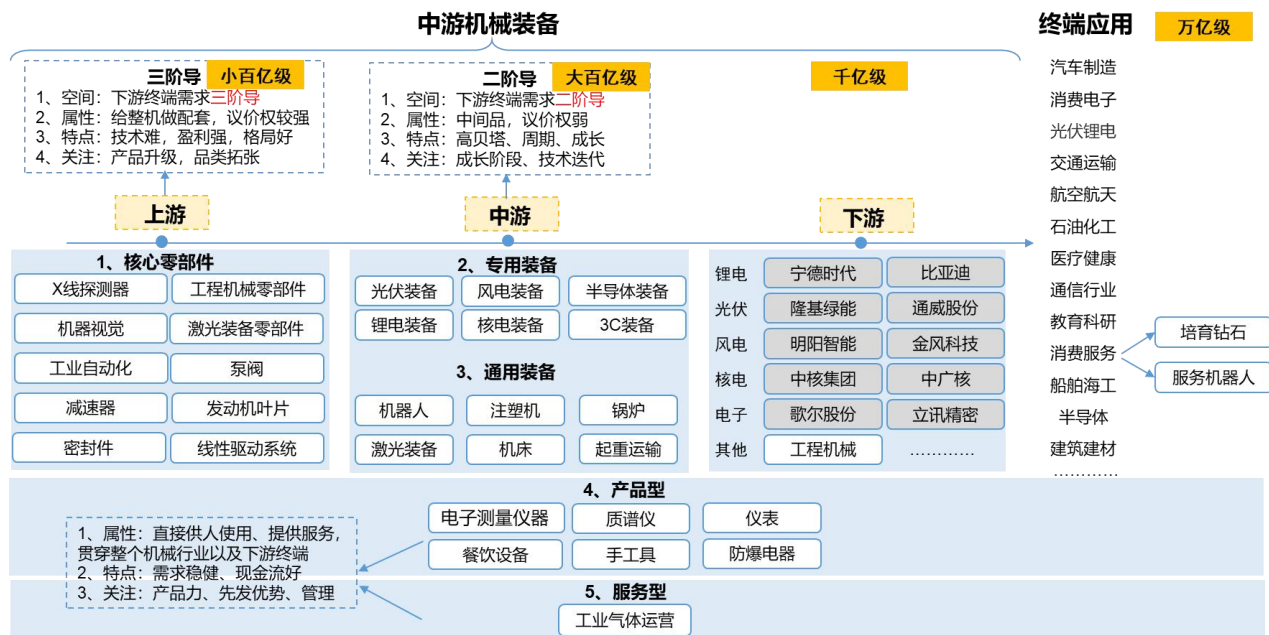 中游机械装备
终端应用
万亿级
三阶导
小百亿级
1、空间：下游终端需求三阶导
2、属性：给整机做配套，议价权较强
3、特点：技术难，盈利强，格局好
4、关注：产品升级，品类拓张
二阶导
大百亿级
1、空间：下游终端需求二阶导
2、属性：中间品，议价权弱
3、特点：高贝塔、周期、成长
4、关注：成长阶段、技术迭代
千亿级
上游
中游
下游
1、核心零部件
X线探测器
工程机械零部件
机器视觉
激光装备零部件
工业自动化
泵阀
减速器
发动机叶片
密封件
线性驱动系统
2、专用装备
光伏装备
风电装备
半导体装备
锂电装备
核电装备
3C装备
3、通用装备
机器人
注塑机
锅炉
激光装备
机床
起重运输
锂电
宁德时代
比亚迪
光伏
隆基绿能
通威股份
风电
明阳智能
金风科技
核电
中核集团
中广核
电子
歌尔股份
立讯精密
其他
工程机械
…………
汽车制造
消费电子
光伏锂电
交通运输
航空航天
石油化工
医疗健康
通信行业
教育科研
消费服务
船舶海工
半导体
建筑建材
…………
培育钻石
服务机器人
4、产品型
电子测量仪器
质谱仪
仪表
餐饮设备
手工具
防爆电器
1、属性：直接供人使用、提供服务，
贯穿整个机械行业以及下游终端
2、特点：需求稳健、现金流好
3、关注：产品力、先发优势、管理
5、服务型
工业气体运营